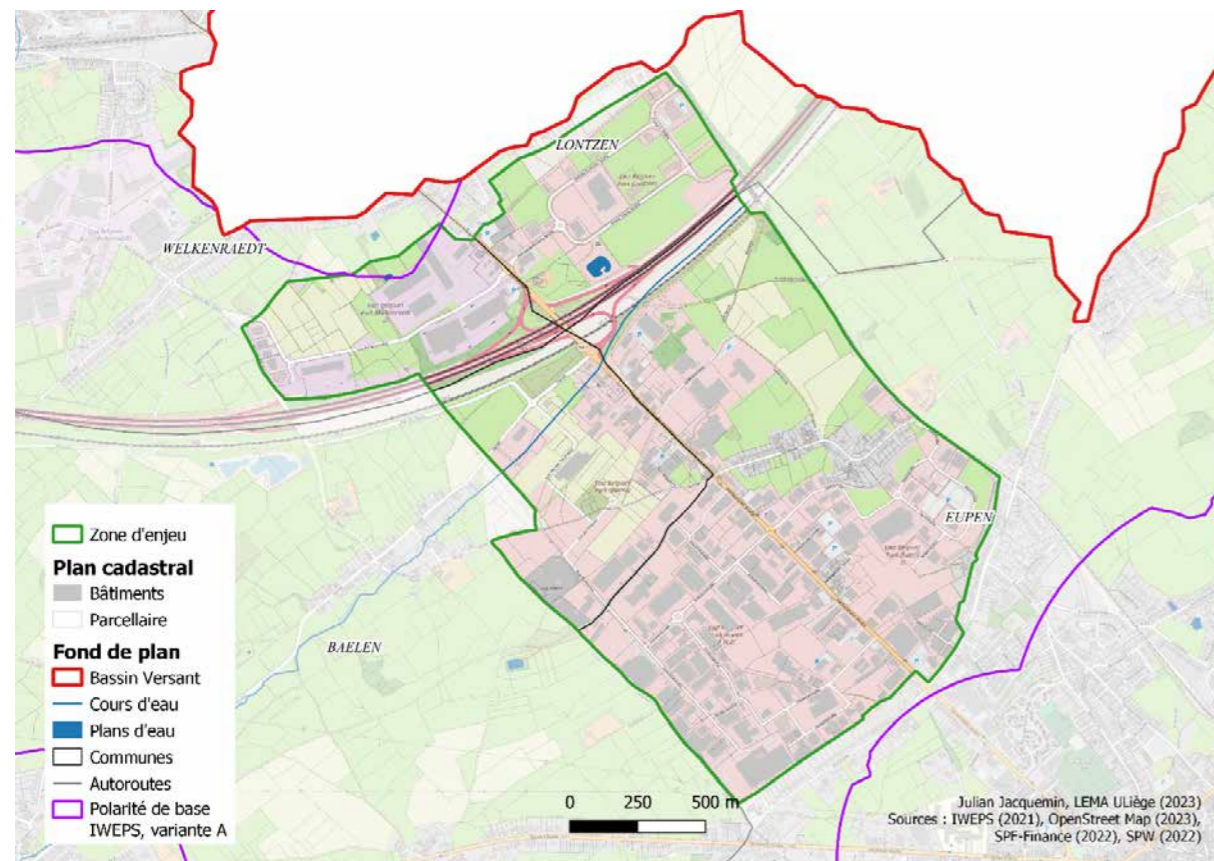 LONTZEN
WELKENRAEDT
EUPEN
BAELEN
Zone d'enjeu
Plan cadastral
Bâtiments
Parcellaire
Fond de plan
Bassin Versant
Cours d'eau
Plans d'eau
Communes
Autoroutes
Polarité de base
IWEPS, variante A
0 250 500 m
Julian Jacquemin, LEMA ULiège (2023)
Sources : IWEPS (2021), OpenStreet Map (2023),
SPF-Finance (2022), SPW (2022)